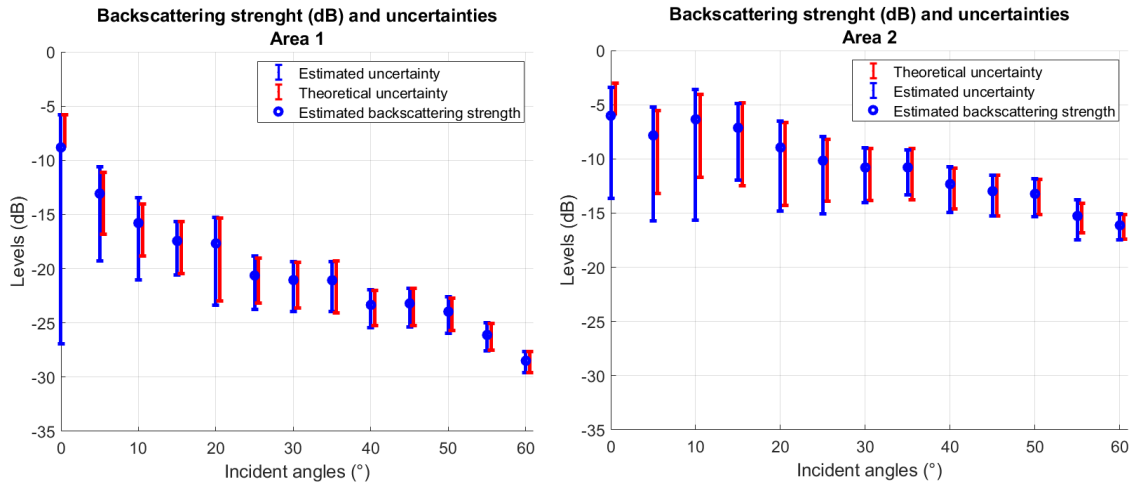 Backscattering strenght (dB) and uncertainties
Area 1
0
-5
-10
-15
-20
-25
-30
-35
Levels (dB)
Estimated uncertainty
Theoretical uncertainty
Estimated backscattering strength
0 10 20 30 40 50 60
Incident angles (°)
Backscattering strenght (dB) and uncertainties
Area 2
0
-5
-10
-15
-20
-25
-30
-35
Levels (dB)
Theoretical uncertainty
Estimated uncertainty
Estimated backscattering strength
0 10 20 30 40 50 60
Incident angles (°)